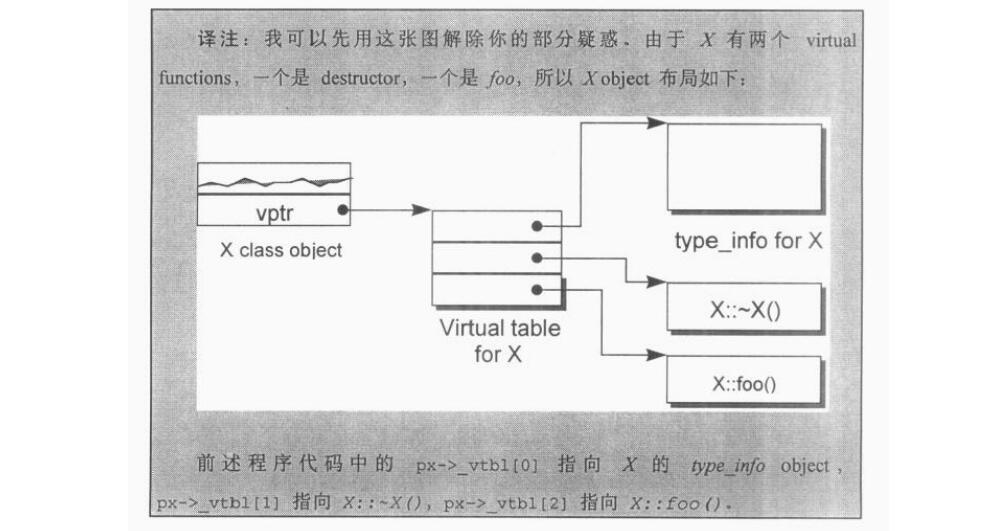 译注：我可以先用这张图解除你的部分疑惑。由于 X 有两个 virtual
functions，一个是 destructor，一个是 foo，所以 X object 布局如下：
vptr
X class object
Virtual table
for X
type_info for X
X::~X()
X::foo()
前述程序代码中的 px->_vtbl[0] 指向 X 的 type_info object，
px->_vtbl[1] 指向 X::~X()，px->_vtbl[2] 指向 X::foo()。